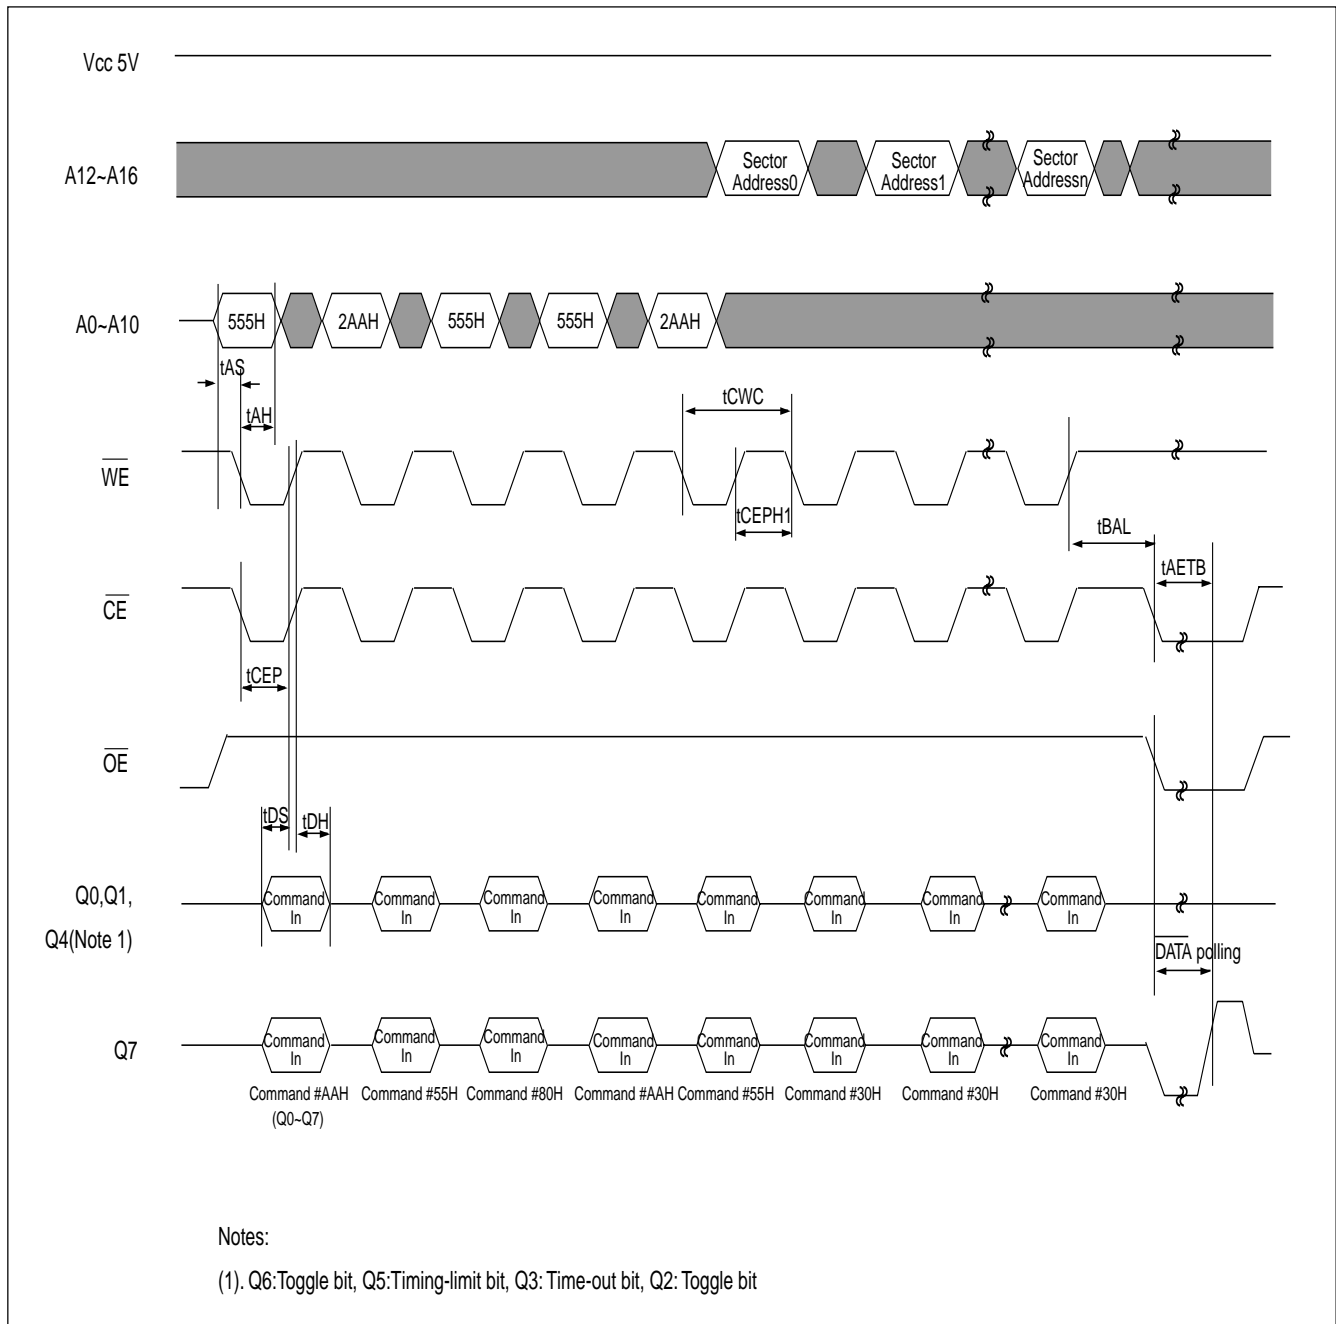 Vcc 5V
A12~A16
Sector
Address0
Sector
Address1
Sector
Addressn
A0~A10
555H
2AAH
555H
555H
2AAH
tAS
tAH
tCWC
WE
tCEPH1
tBAL
tAETB
CE
tCEP
OE
tDS
tDH
Q0,Q1,
Q4(Note 1)
Command
In
Command
In
Command
In
Command
In
Command
In
Command
In
Command
In
Command
In
DATA polling
Q7
Command
In
Command
In
Command
In
Command
In
Command
In
Command
In
Command
In
Command
In
Command #AAH
(Q0~Q7)
Command #55H
Command #80H
Command #AAH
Command #55H
Command #30H
Command #30H
Command #30H
Notes:
(1). Q6:Toggle bit, Q5:Timing-limit bit, Q3: Time-out bit, Q2: Toggle bit